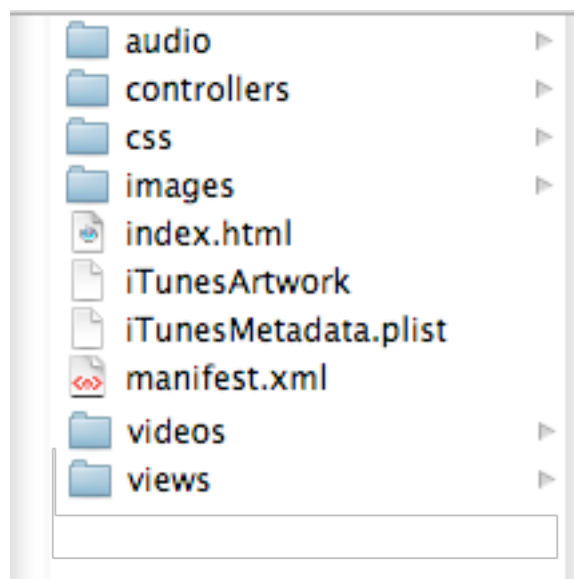 audio
controllers
css
images
index.html
iTunesArtwork
iTunesMetadata.plist
manifest.xml
videos
views